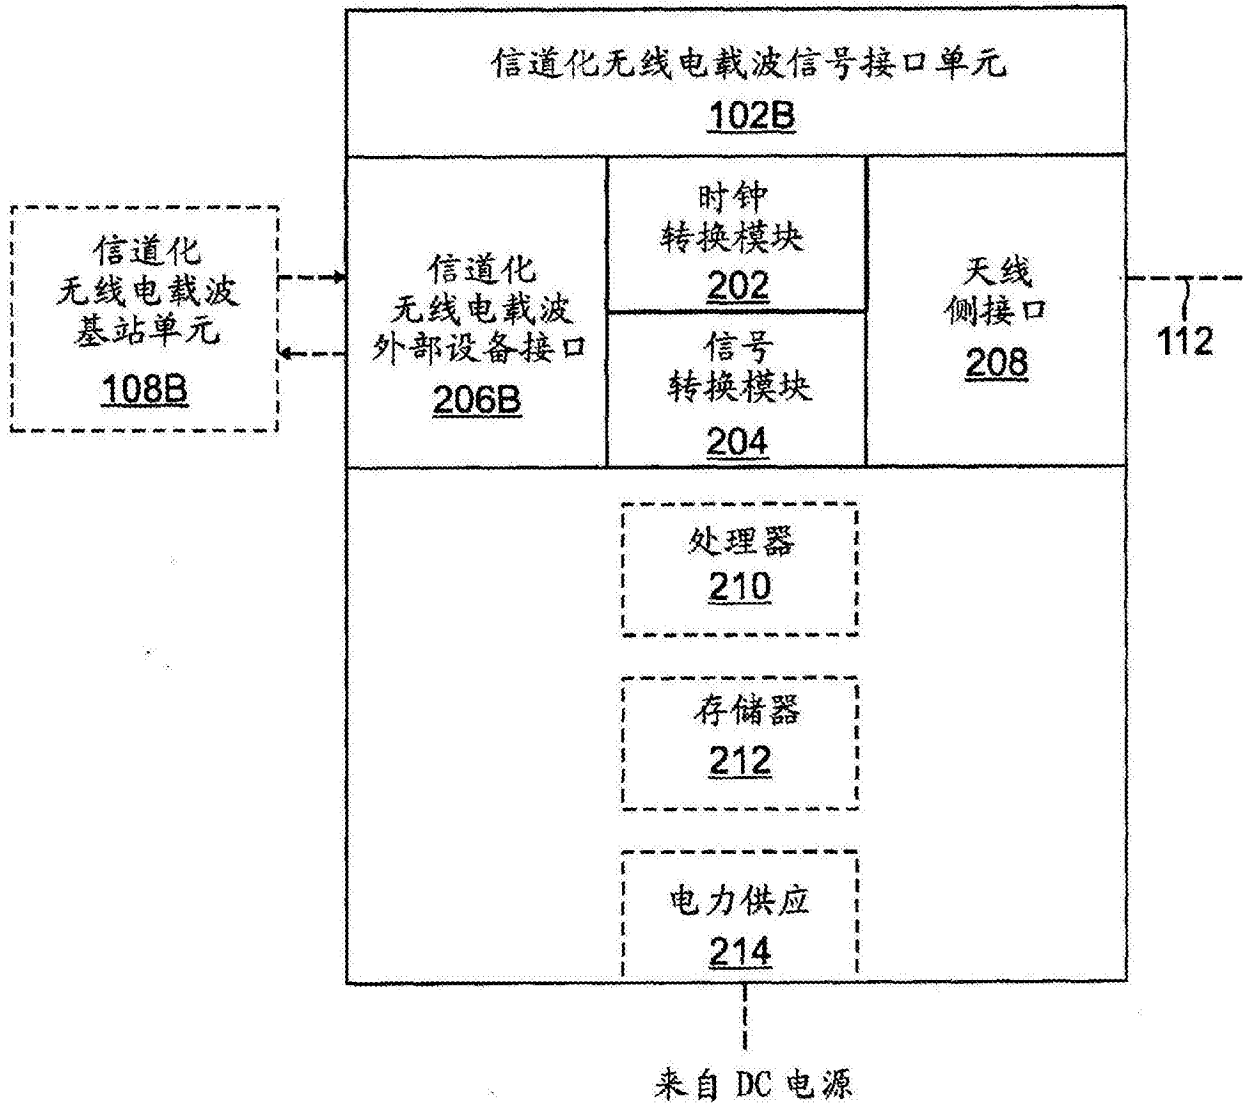 信道化无线电载波信号接口单元
102B
信道化
无线电载波
基站单元
108B
信道化
无线电载波
外部设备接口
206B
时钟
转换模块
202
信号
转换模块
204
天线
侧接口
208
112
处理器
210
存储器
212
电力供应
214
来自 DC 电源